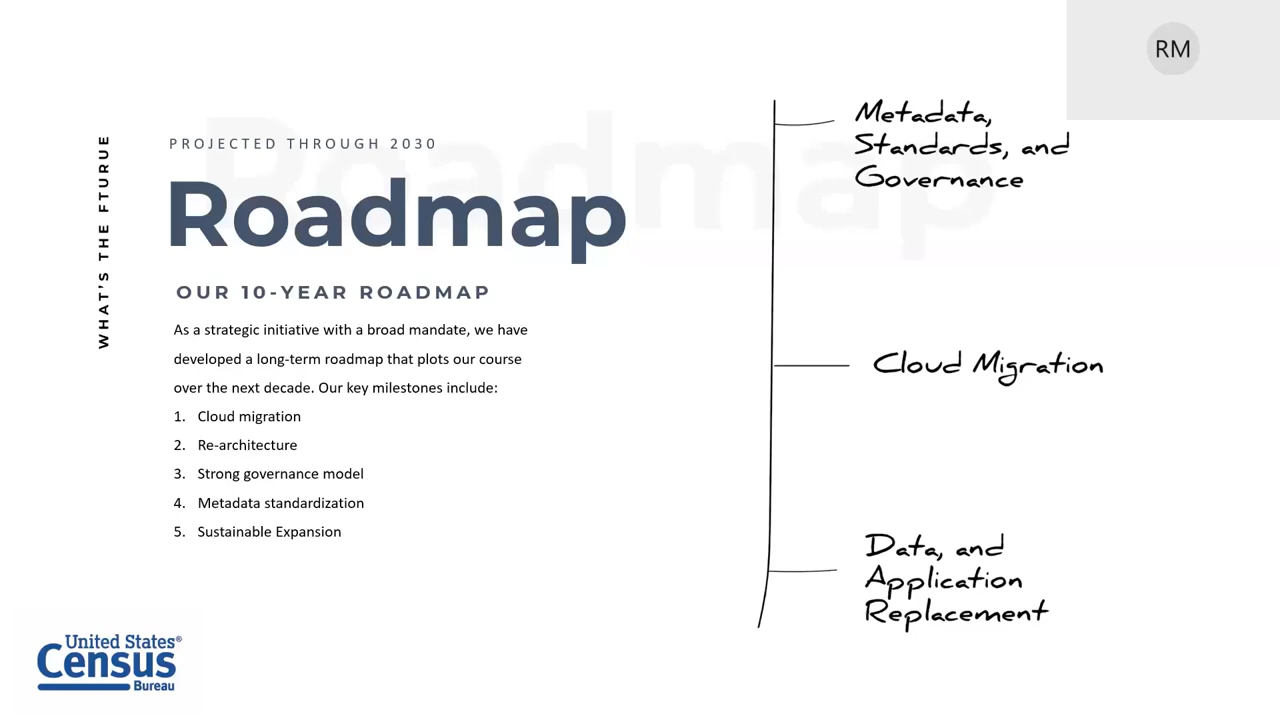 RM
WHAT'S THE FTURUE
PROJECTED THROUGH 2030
Roadmap
Roadmap
OUR 10-YEAR ROADMAP
As a strategic initiative with a broad mandate, we have
developed a long-term roadmap that plots our course
over the next decade. Our key milestones include:
1. Cloud migration
2. Re-architecture
3. Strong governance model
4. Metadata standardization
5. Sustainable Expansion
Metadata,
Standards, and
Governance
Cloud Migration
Data, and
Application
Replacement
United States®
Census
Bureau